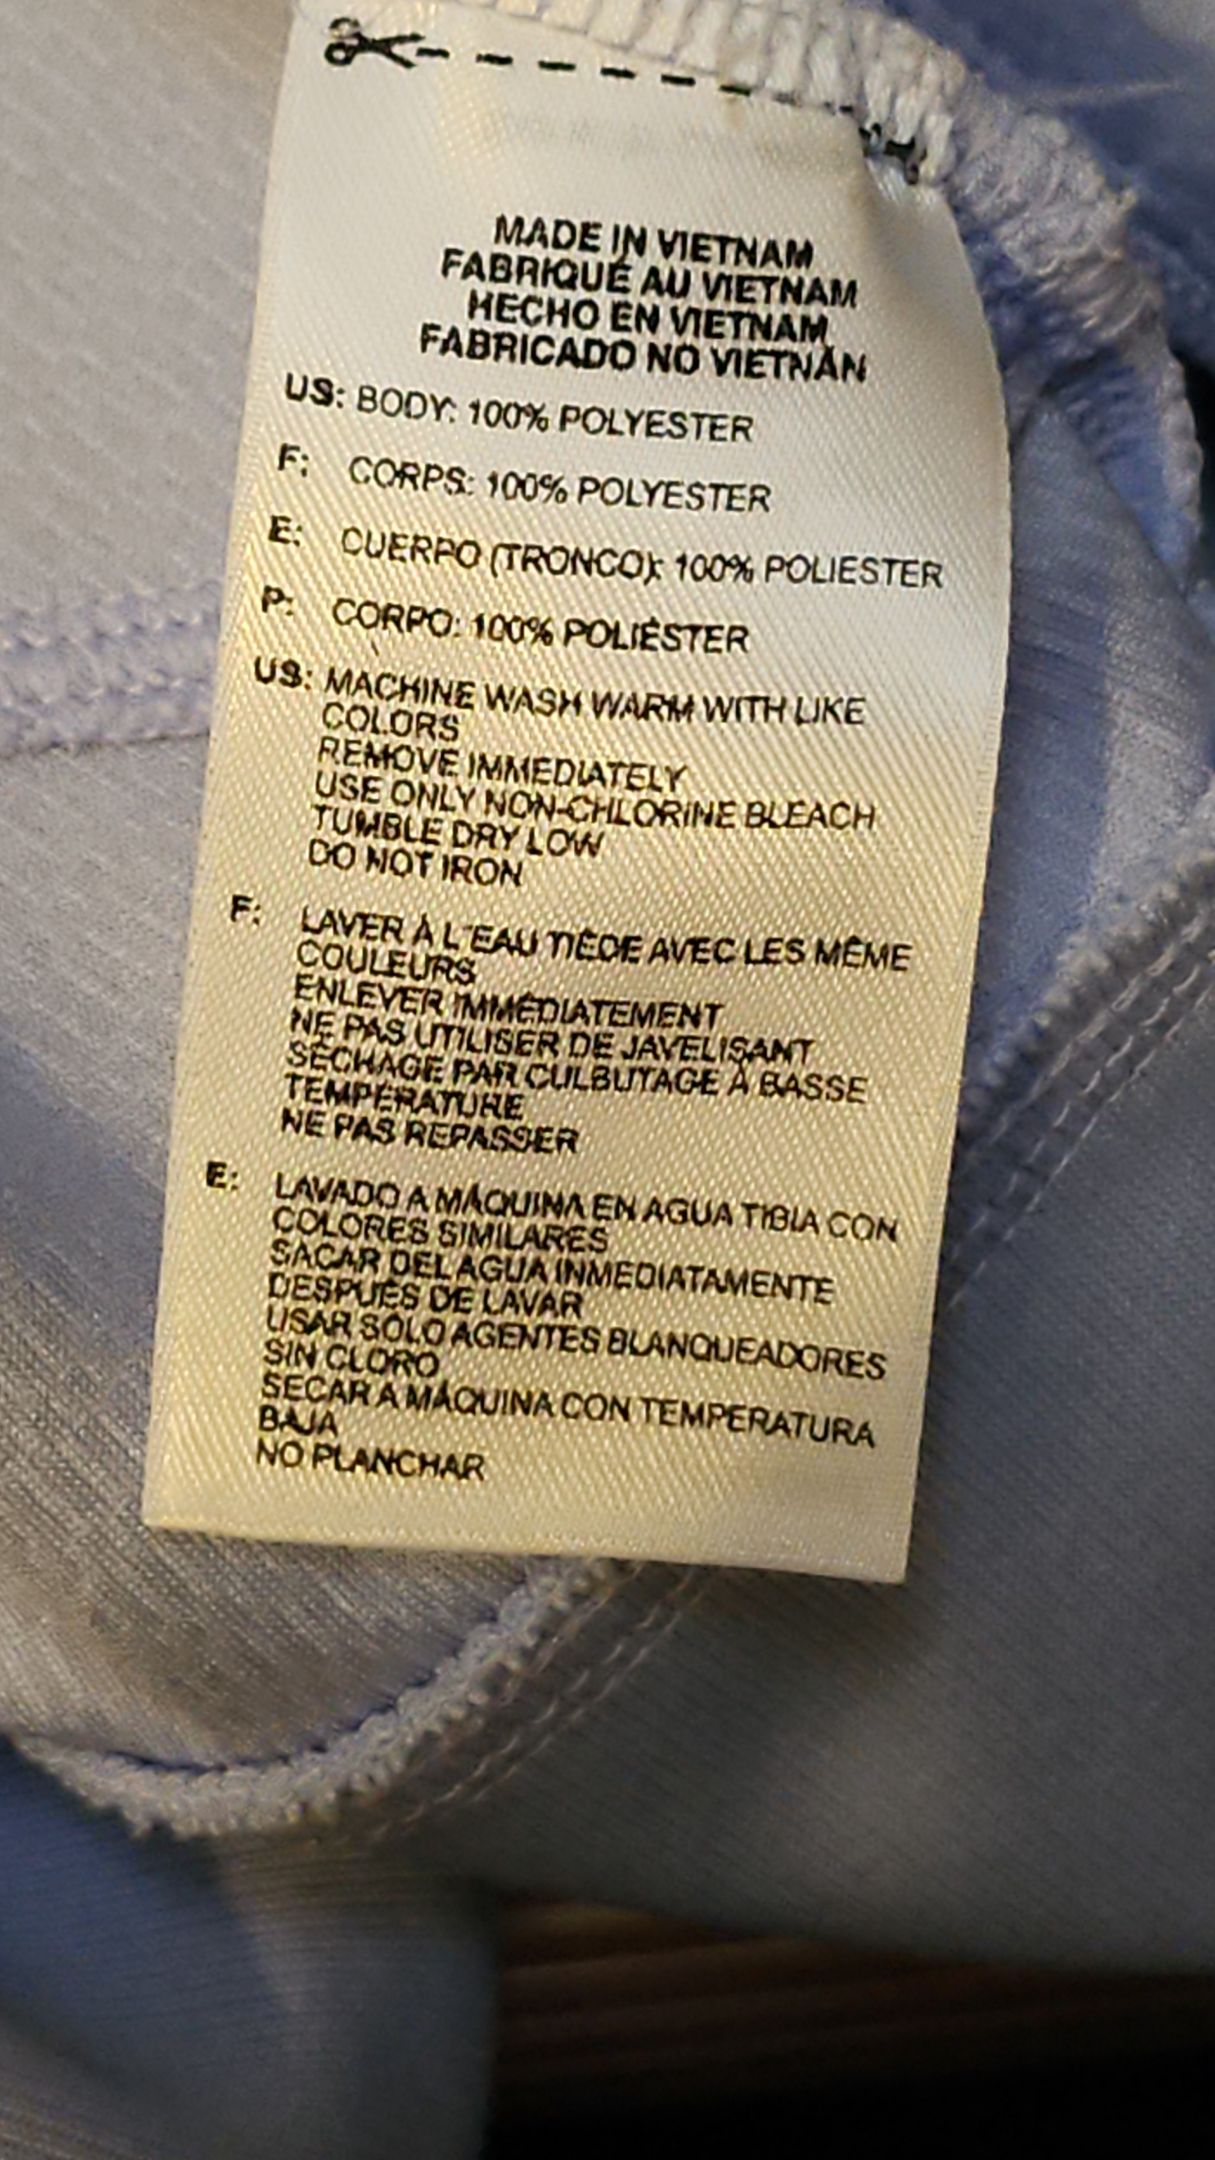 MADE IN VIETNAM
FABRIQUÉ AU VIETNAM
HECHO EN VIETNAM
FABRICADO NO VIETNÃN
US: BODY: 100% POLYESTER
F: CORPS: 100% POLYESTER
E: CUERPO (TRONCO): 100% POLIESTER
P: CORPO: 100% POLIÉSTER
US: MACHINE WASH WARM WITH LIKE
COLORS
REMOVE IMMEDIATELY
USE ONLY NON-CHLORINE BLEACH
TUMBLE DRY LOW
DO NOT IRON
F: LAVER À L'EAU TIÈDE AVEC LES MÊME
COULEURS
ENLEVER IMMÉDIATEMENT
NE PAS UTILISER DE JAVELISANT
SÉCHAGE PAR CULBUTAGE À BASSE
TEMPÉRATURE
NE PAS REPASSER
E: LAVADO A MÁQUINA EN AGUA TIBIA CON
COLORES SIMILARES
SACAR DEL AGUA INMEDIATAMENTE
DESPUÉS DE LAVAR
USAR SÓLO AGENTES BLANQUEADORES
SIN CLORO
SECAR A MÁQUINA CON TEMPERATURA
BAJA
NO PLANCHAR